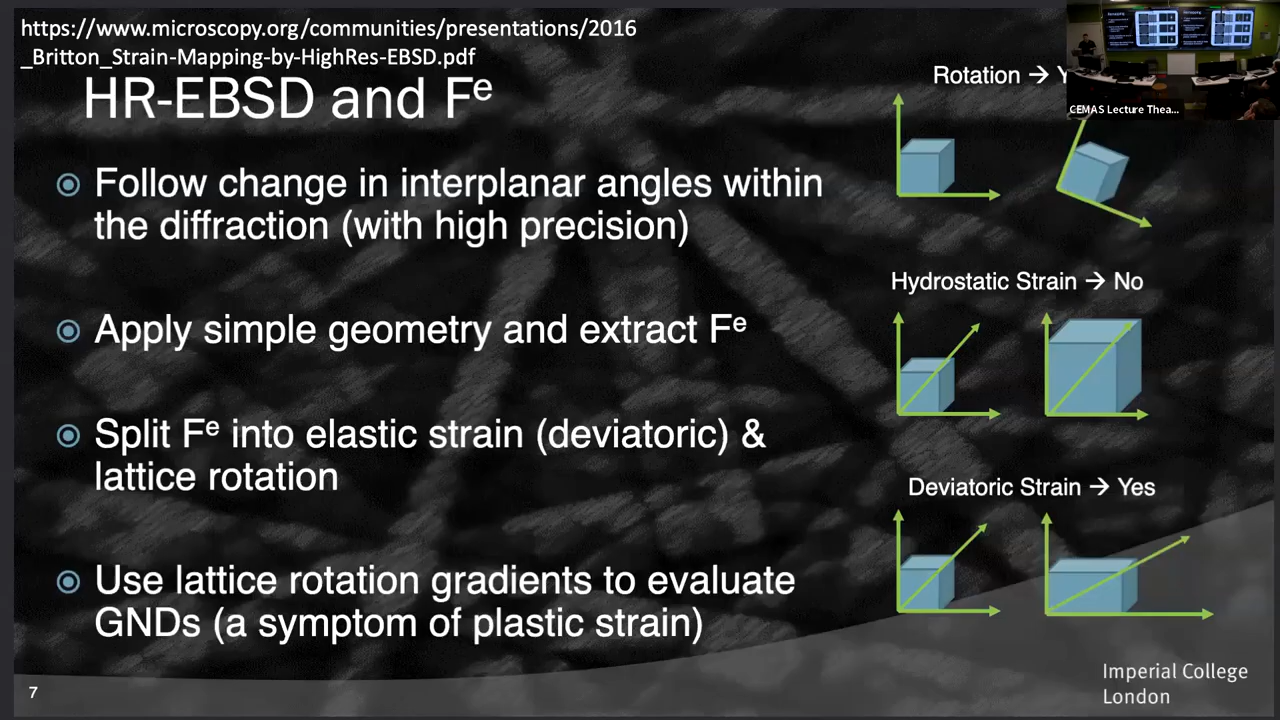 https://www.microscopy.org/communities/presentations/2016
_Britton_Strain-Mapping-by-HighRes-EBSD.pdf
HR-EBSD and Fᵉ
Follow change in interplanar angles within
the diffraction (with high precision)
Apply simple geometry and extract Fᵉ
Split Fᵉ into elastic strain (deviatoric) &
lattice rotation
Use lattice rotation gradients to evaluate
GNDs (a symptom of plastic strain)
Rotation →
CEMAS Lecture Thea...
Hydrostatic Strain → No
Deviatoric Strain → Yes
Imperial College
London
7